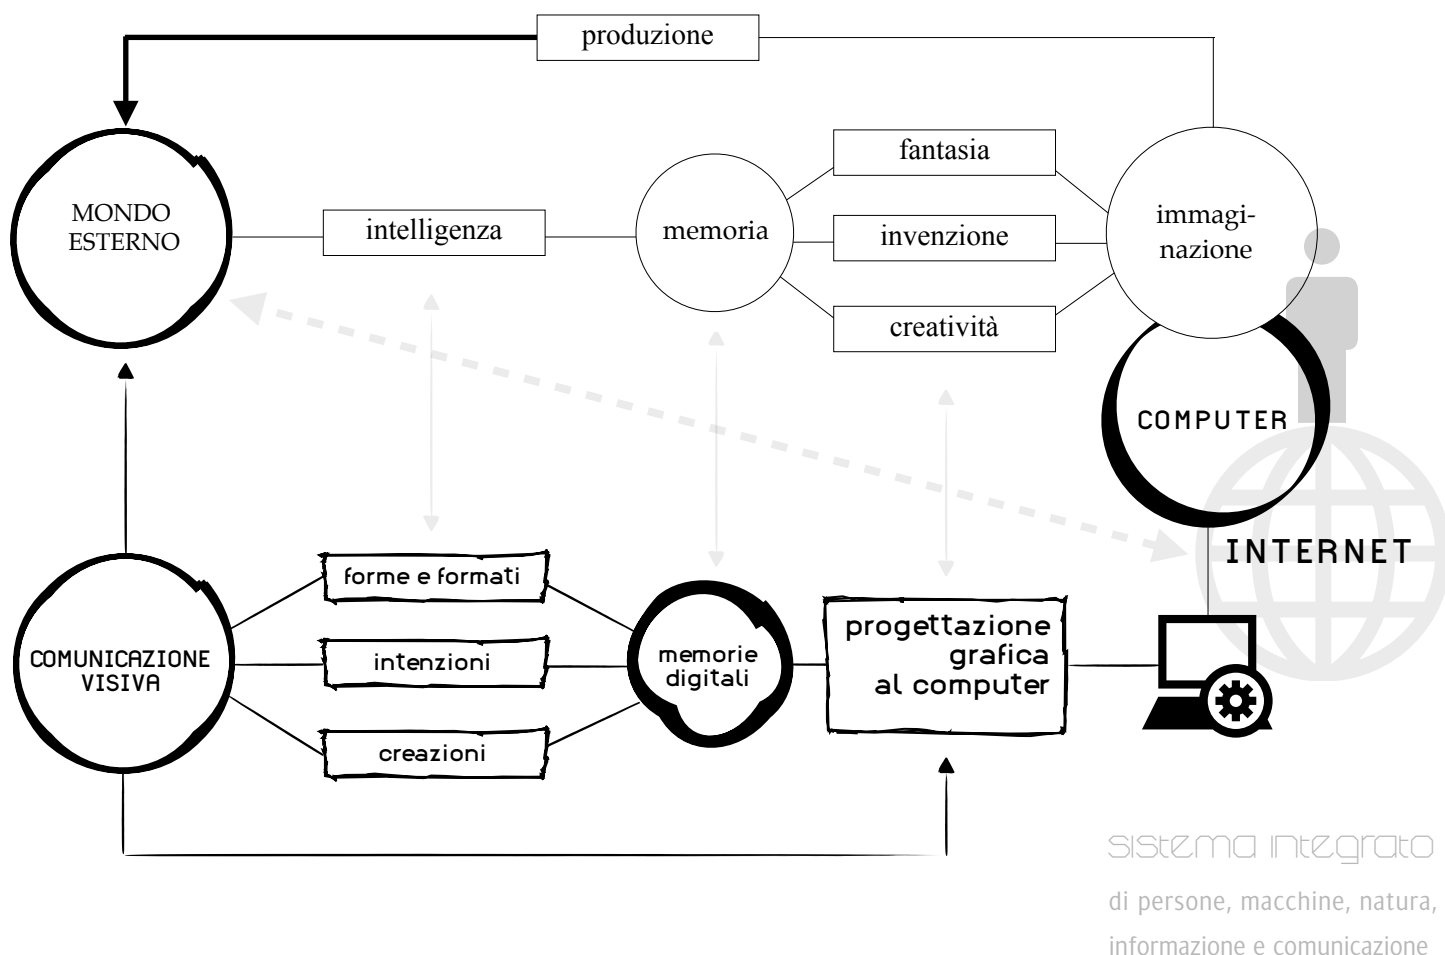 produzione
MONDO
ESTERNO
intelligenza
memoria
fantasia
invenzione
creatività
immagi-
nazione
COMPUTER
INTERNET
COMUNICAZIONE
VISIVA
forme e formati
intenzioni
creazioni
memorie
digitali
progettazione
grafica
al computer
sistema integrato
di persone, macchine, natura,
informazione e comunicazione